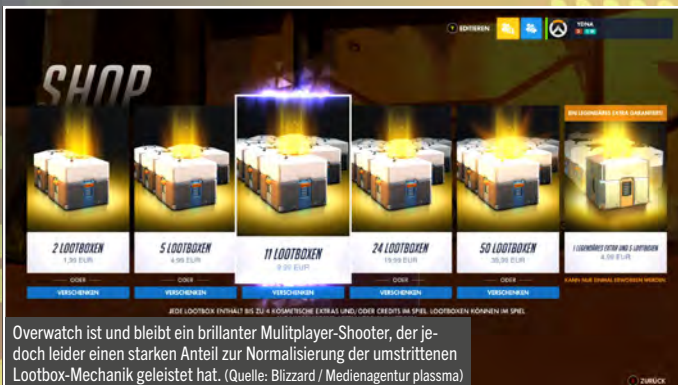 EDITIEREN
YONA
SHOP
EIN LEGENDÄRES EXTRA GARANTIERT!
2 LOOTBOXEN
1,99 EUR
ODER
VERSCHENKEN
5 LOOTBOXEN
4,99 EUR
ODER
VERSCHENKEN
11 LOOTBOXEN
9,99 EUR
ODER
VERSCHENKEN
24 LOOTBOXEN
19,99 EUR
ODER
VERSCHENKEN
50 LOOTBOXEN
39,99 EUR
ODER
VERSCHENKEN
1 LEGENDÄRES EXTRA UND 5 LOOTBOXEN
4,99 EUR
KANN NUR EINMAL ERWORBEN WERDEN
JEDE LOOTBOX ENTHÄLT BIS ZU 4 KOSMETISCHE EXTRAS UND/ODER CREDITS IM SPIEL. LOOTBOXEN KÖNNEN IM SPIEL
Overwatch ist und bleibt ein brillanter Mulitplayer-Shooter, der je-
doch leider einen starken Anteil zur Normalisierung der umstrittenen
Lootbox-Mechanik geleistet hat. (Quelle: Blizzard / Medienagentur plassma)
ZURÜCK